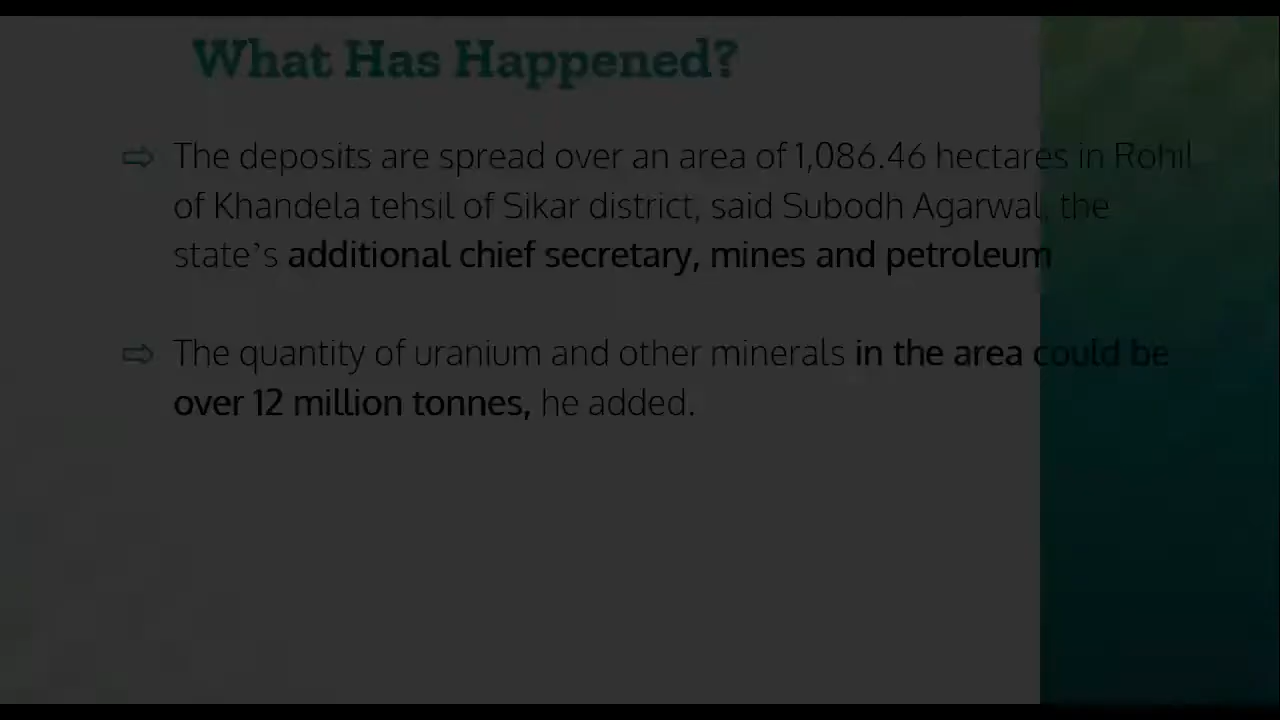 What Has Happened?
⇨ The deposits are spread over an area of 1,086.46 hectares in Rohil
of Khandela tehsil of Sikar district, said Subodh Agarwal, the
state’s additional chief secretary, mines and petroleum
⇨ The quantity of uranium and other minerals in the area could be
over 12 million tonnes, he added.